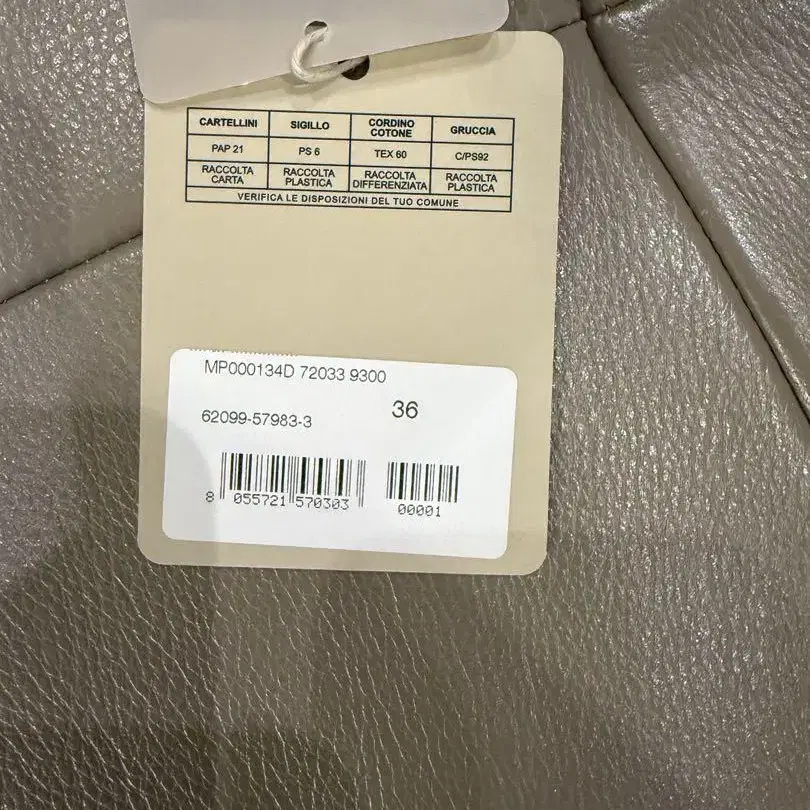 CARTELLINI SIGILLO CORDINO COTONE GRUCCIA
PAP 21 PS 6 TEX 60 C/PS92
RACCOLTA CARTA RACCOLTA PLASTICA RACCOLTA DIFFERENZIATA RACCOLTA PLASTICA
VERIFICA LE DISPOSIZIONI DEL TUO COMUNE
MP000134D 72033 9300
36
62099-57983-3
8 055721 570303
00001